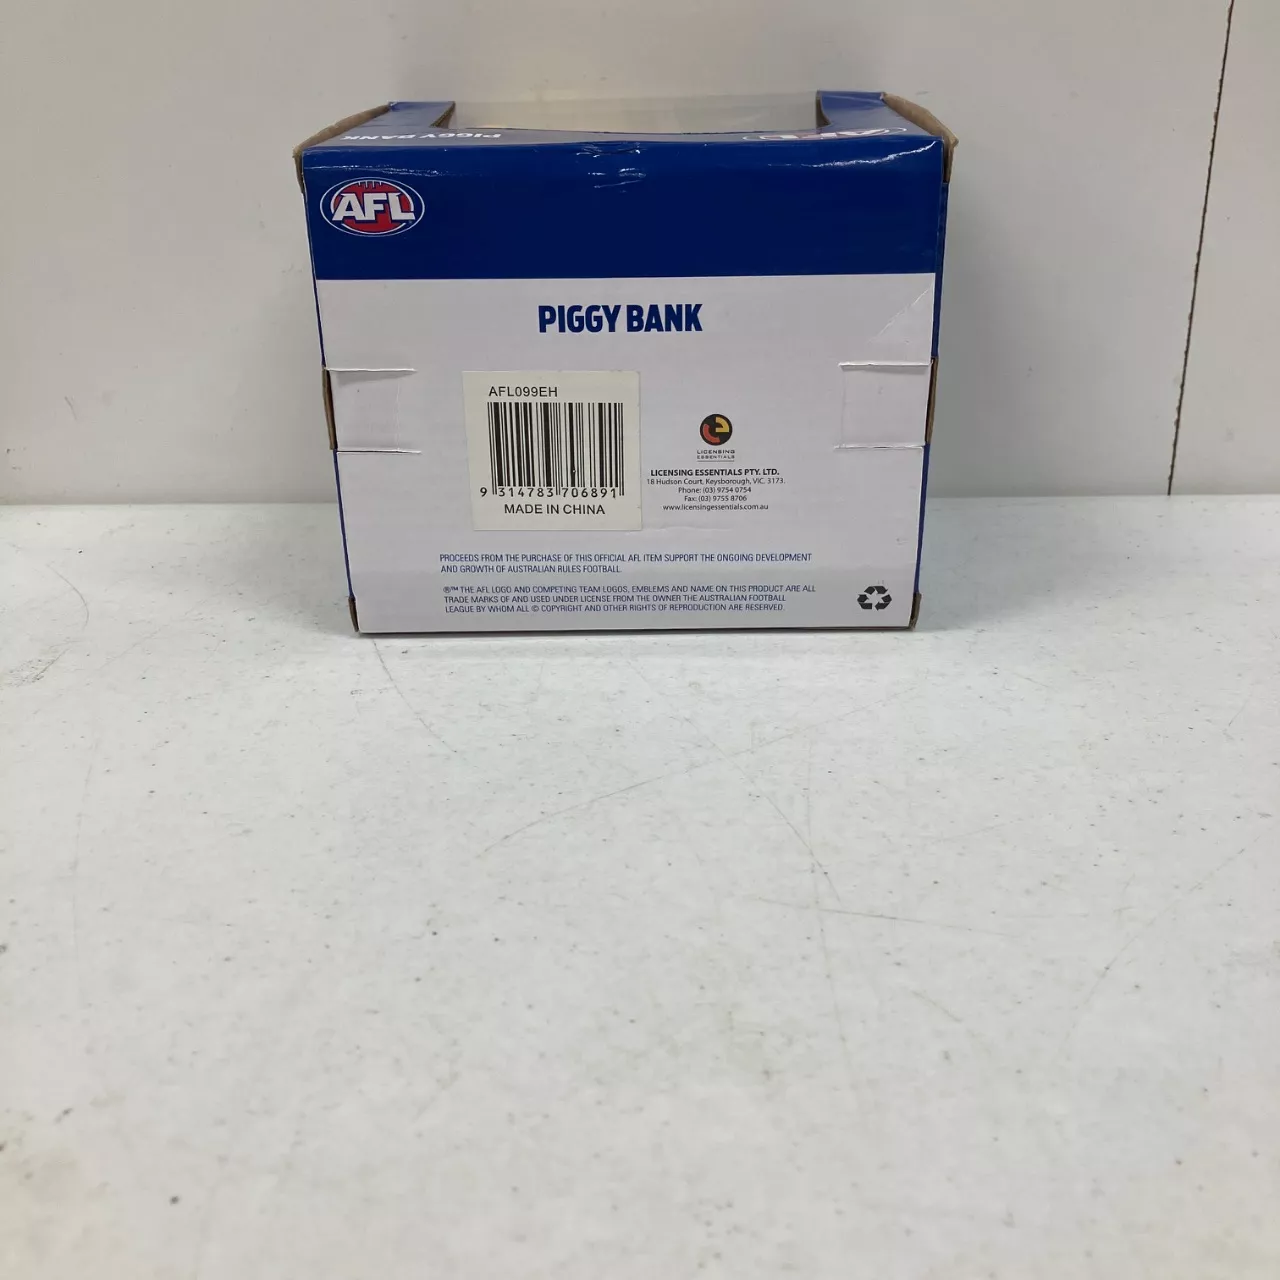 PIGGY BANK
AFL
AFL
PIGGY BANK
AFL099EH
9 314783 706891
MADE IN CHINA
LICENSING
ESSENTIALS
LICENSING ESSENTIALS PTY. LTD.
18 Hudson Court, Keysborough, VIC. 3173.
Phone: (03) 9754 0754
Fax: (03) 9755 8706
www.licensingessentials.com.au
PROCEEDS FROM THE PURCHASE OF THIS OFFICIAL AFL ITEM SUPPORT THE ONGOING DEVELOPMENT
AND GROWTH OF AUSTRALIAN RULES FOOTBALL.
®™ THE AFL LOGO AND COMPETING TEAM LOGOS, EMBLEMS AND NAME ON THIS PRODUCT ARE ALL
TRADE MARKS OF AND USED UNDER LICENSE FROM THE OWNER THE AUSTRALIAN FOOTBALL
LEAGUE BY WHOM ALL © COPYRIGHT AND OTHER RIGHTS OF REPRODUCTION ARE RESERVED.